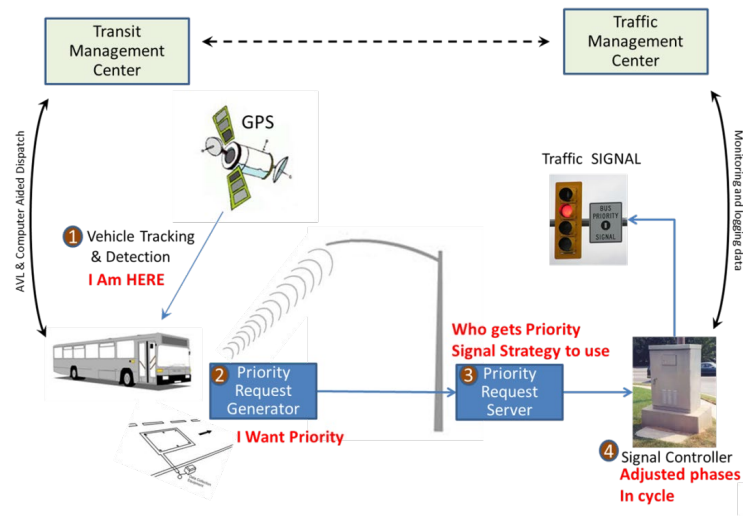 Transit
Management
Center
Traffic
Management
Center
GPS
AVL & Computer Aided Dispatch
Monitoring and logging data
Traffic SIGNAL
BUS
PRIORITY
SIGNAL
1 Vehicle Tracking
& Detection
I Am HERE
2 Priority
Request
Generator
I Want Priority
Who gets Priority
Signal Strategy to use
3 Priority
Request
Server
4 Signal Controller
Adjusted phases
In cycle